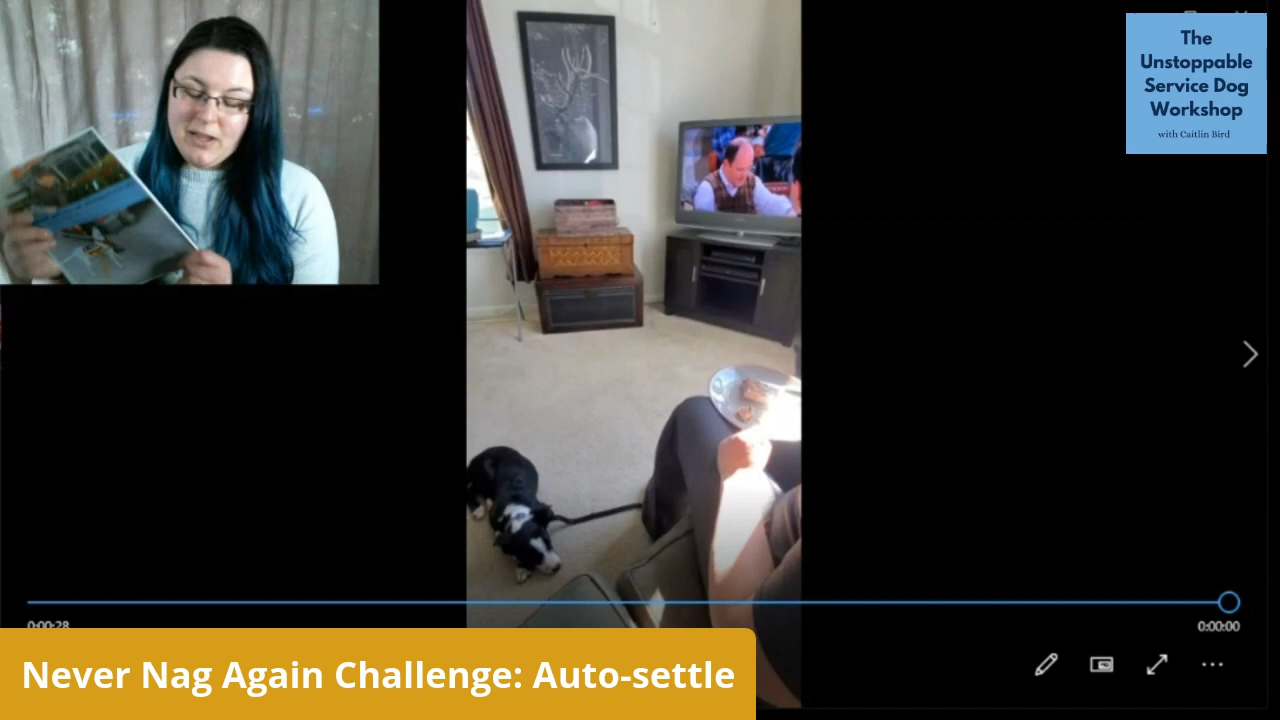 The
Unstoppable
Service Dog
Workshop
with Caitlin Bird
0:00:28
0:00:00
Never Nag Again Challenge: Auto-settle